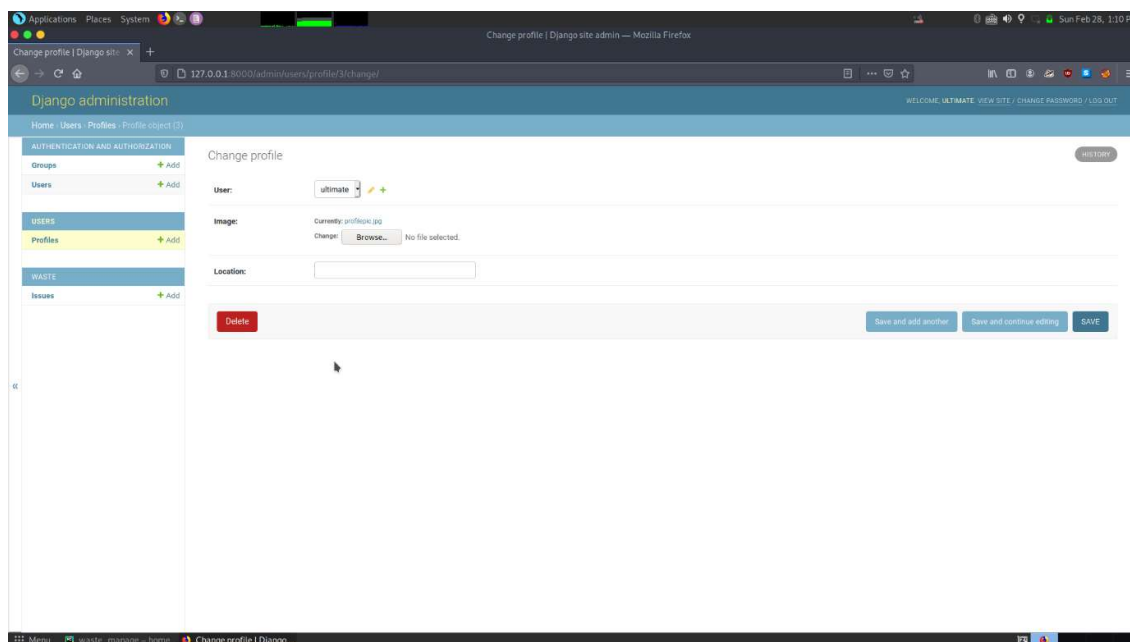 Applications Places System Sun Feb 28, 1:10 P
Change profile | Django site admin — Mozilla Firefox
Change profile | Django site
127.0.0.1:8000/admin/users/profile/3/change/
Django administration
WELCOME, ULTIMATE. VIEW SITE / CHANGE PASSWORD / LOG OUT
Home › Users › Profiles › Profile object (3)
AUTHENTICATION AND AUTHORIZATION
Groups + Add
Users + Add
USERS
Profiles + Add
WASTE
Issues + Add
Change profile
HISTORY
User: ultimate
Image: Currently: profilepic.jpg
Change: Browse... No file selected.
Location:
Delete
Save and add another Save and continue editing SAVE
«
Menu waste_manage – home Change profile | Django